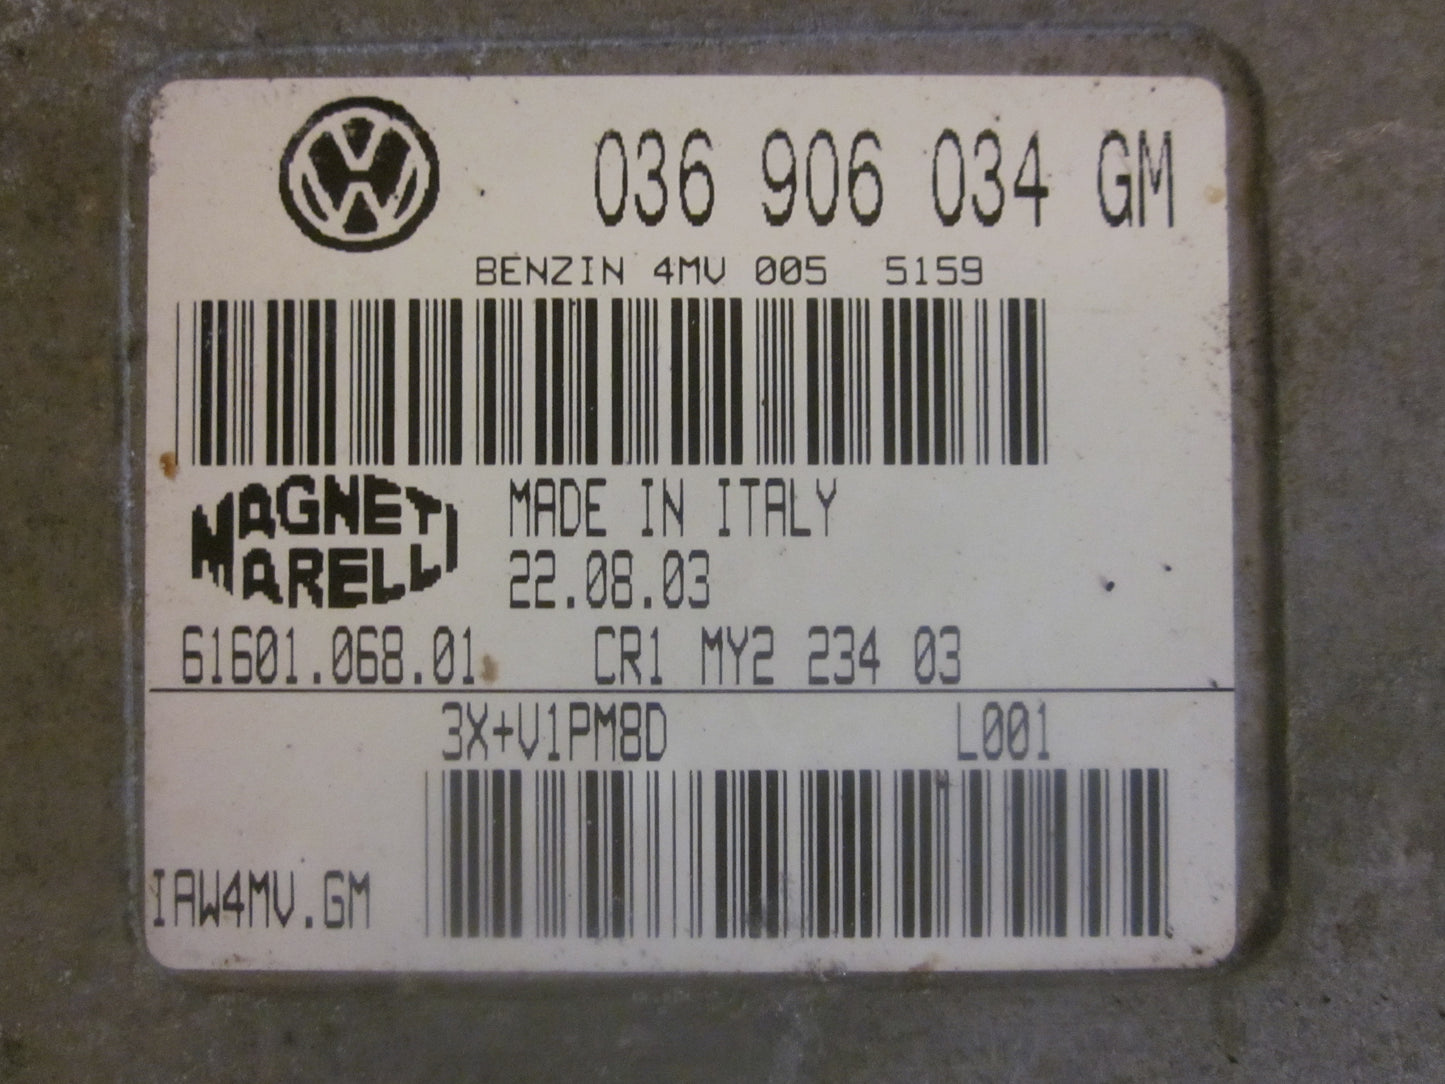 036 906 034 GM
BENZIN 4MV 005 5159
MAGNETI MARELLI
MADE IN ITALY
22.08.03
61601.068.01 CR1 MY2 234 03
3X+V1PM8D L001
IAW4MV.GM